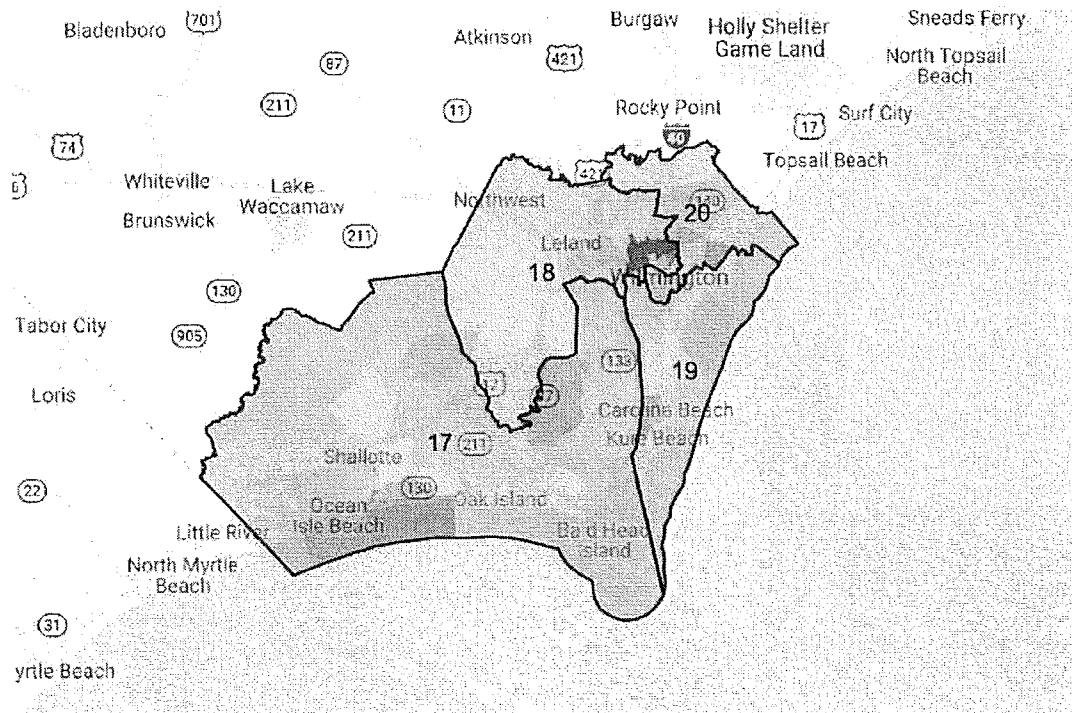 Bladenboro
701
Burgaw
Holly Shelter
Game Land
Sneads Ferry
Atkinson
421
87
North Topsail
Beach
211
11
Rocky Point
Surf City
17
40
74
Topsail Beach
421
Whiteville
Lake
Waccamaw
Northwest
Brunswick
20
211
Leland
18
Wilmington
130
Tabor City
905
133
19
Loris
17
87
Carolina Beach
Kure Beach
17
211
Shallotte
22
130
Oak Island
Ocean
Isle Beach
Little River
Bald Head
Island
North Myrtle
Beach
31
yrtle Beach